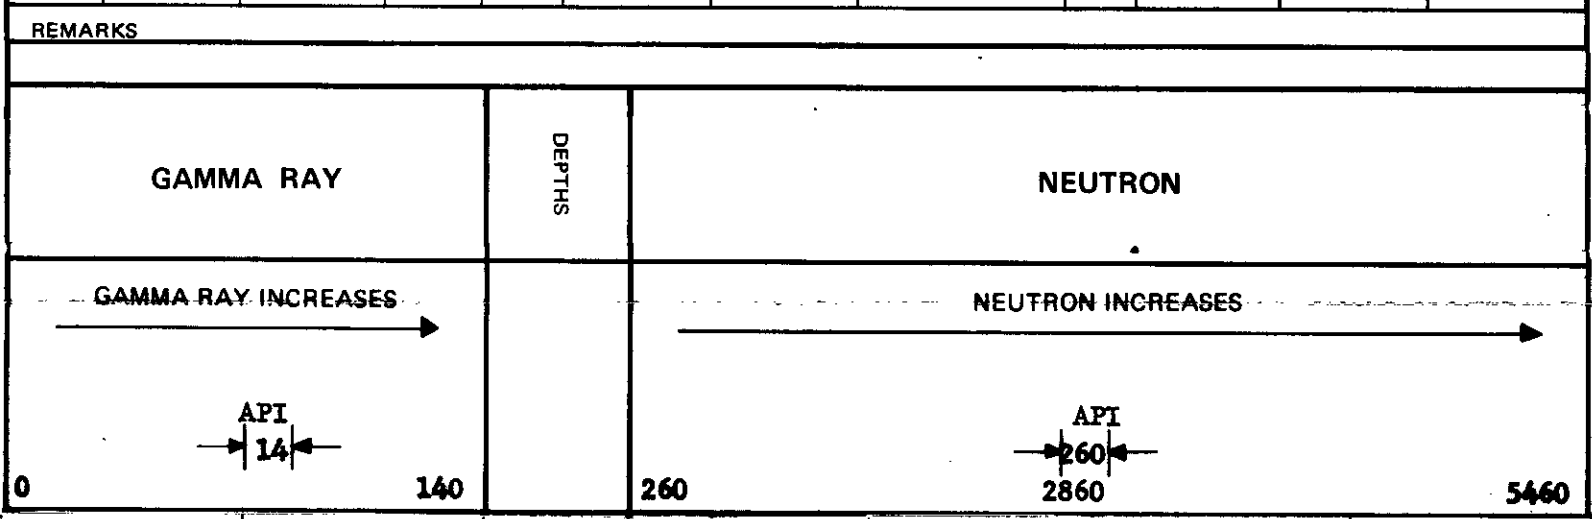 REMARKS
GAMMA RAY
DEPTHS
NEUTRON
GAMMA RAY INCREASES
NEUTRON INCREASES
API
14
API
260
0
140
260
2860
5460